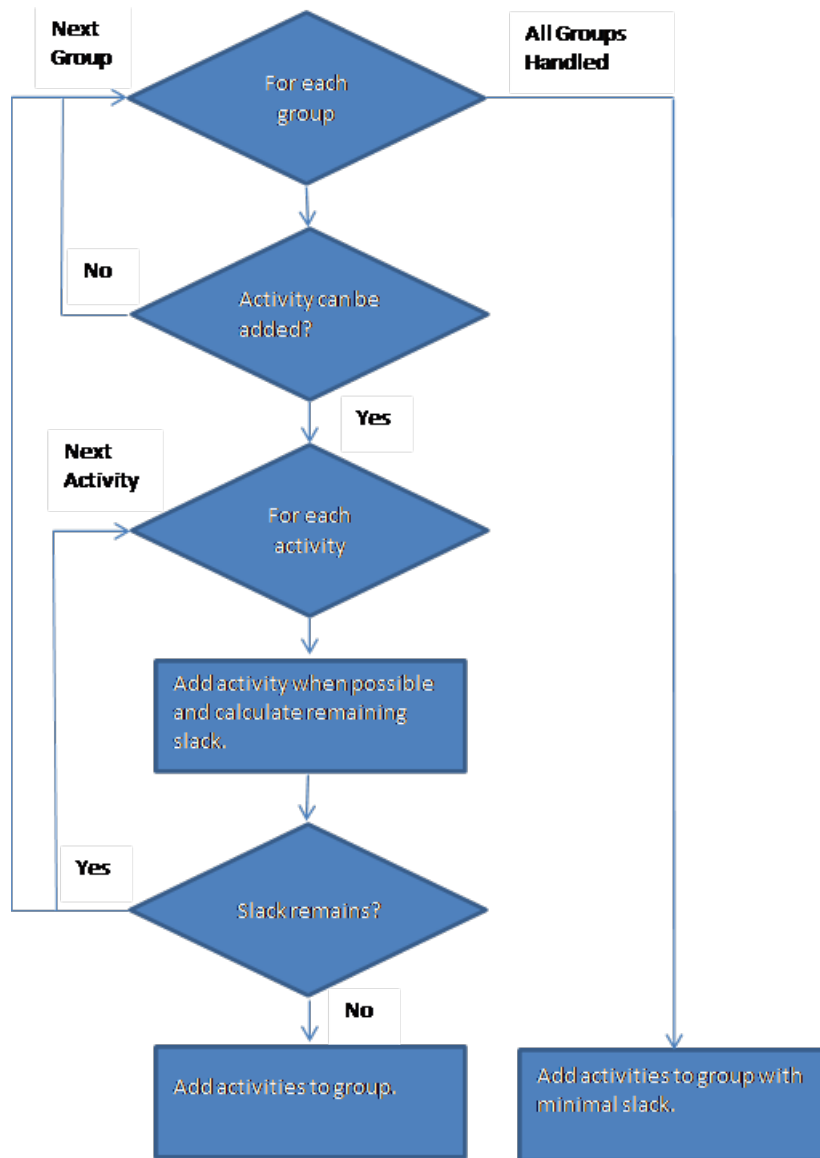 Next
Group
All Groups
Handled
For each
group
No
Activity can be
added?
Yes
Next
Activity
For each
activity
Add activity when possible
and calculate remaining
slack.
Yes
Slack remains?
No
Add activities to group.
Add activities to group with
minimal slack.